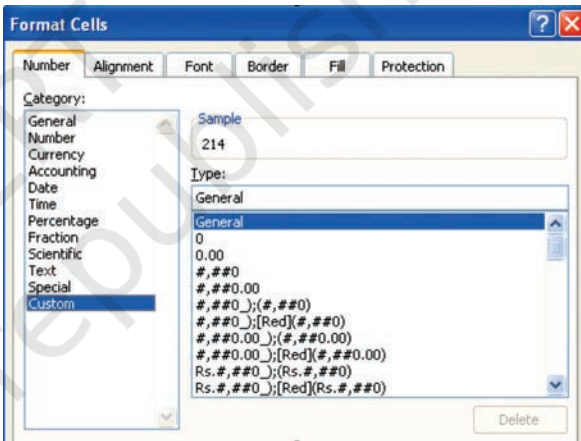 Format Cells
Number Alignment Font Border Fill Protection
Category:
General
Number
Currency
Accounting
Date
Time
Percentage
Fraction
Scientific
Text
Special
Custom
Sample
214
Type:
General
General
0
0.00
#,##0
#,##0.00
#,##0_);(#,##0)
#,##0_);[Red](#,##0)
#,##0.00_);(#,##0.00)
#,##0.00_);[Red](#,##0.00)
Rs.#,##0_);(Rs.#,##0)
Rs.#,##0_);[Red](Rs.#,##0)
Delete
republish